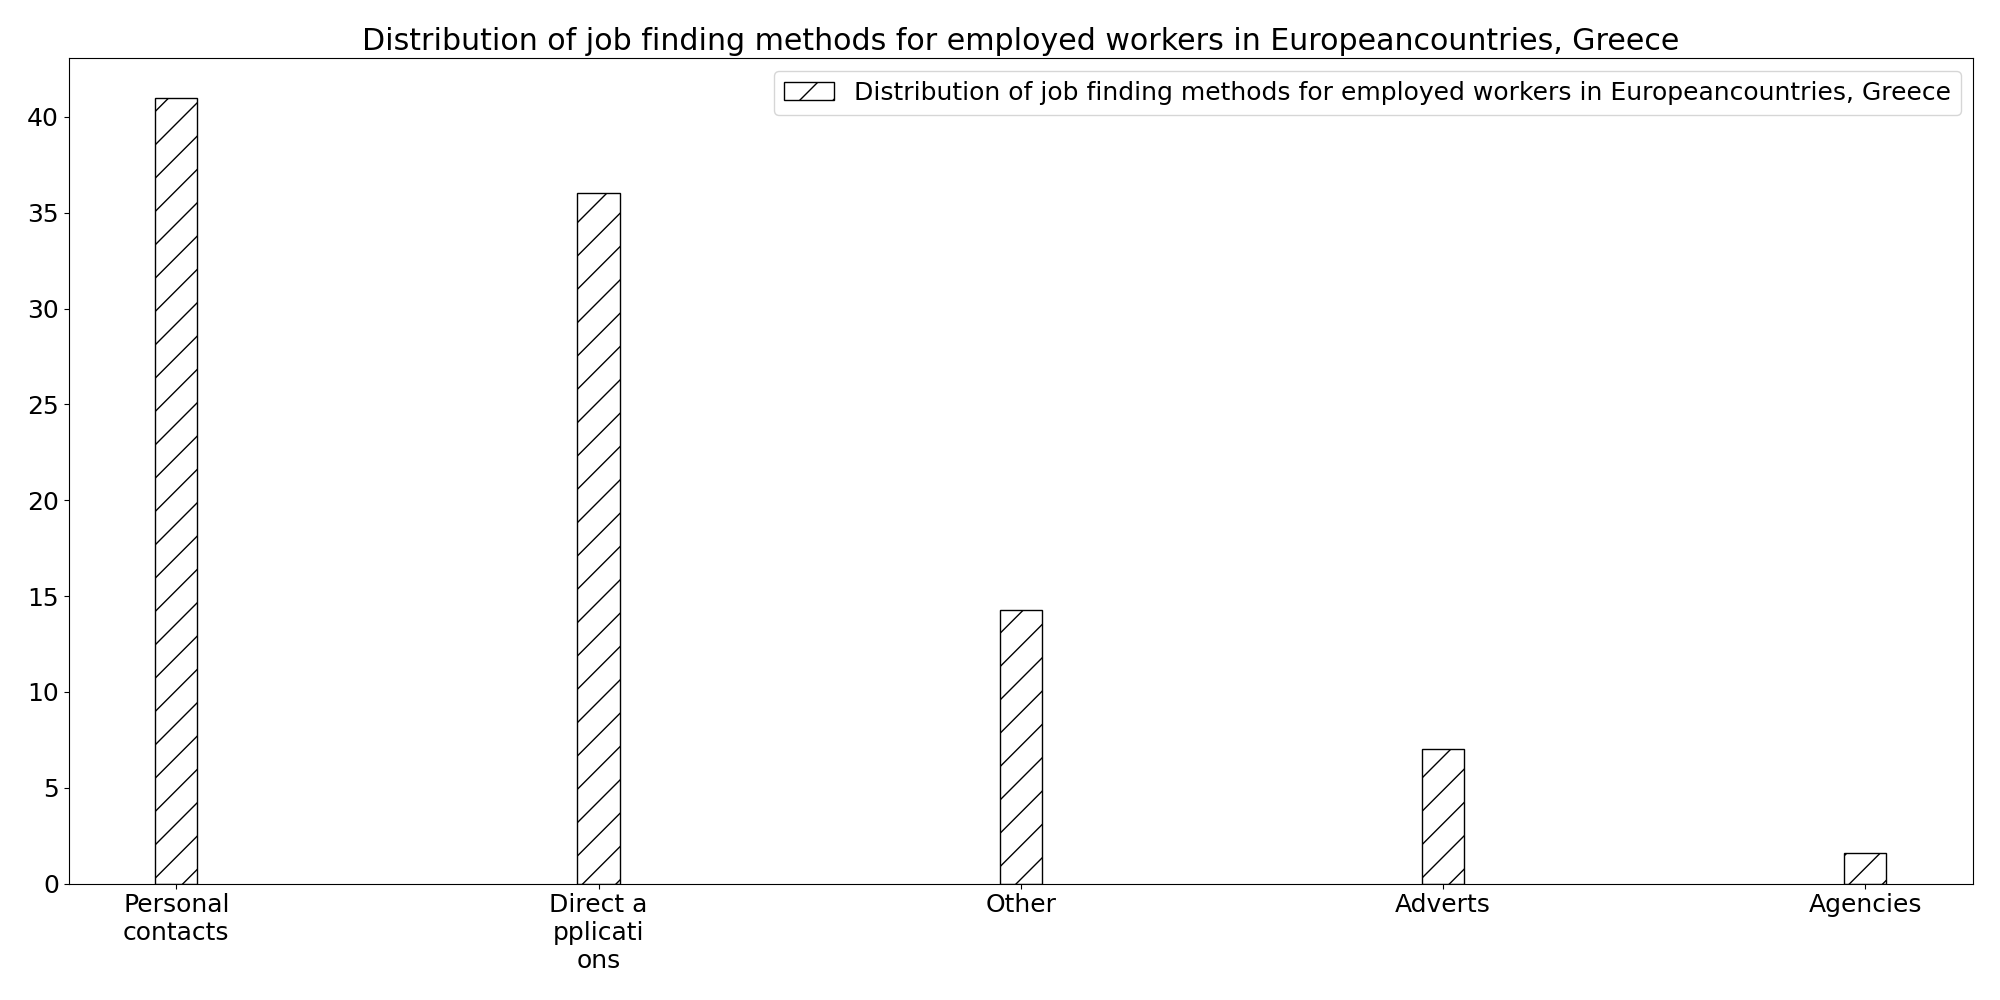 Distribution of job finding methods for employed workers in Europeancountries, Greece
Distribution of job finding methods for employed workers in Europeancountries, Greece
40
35
30
25
20
15
10
5
0
Personal
contacts
Direct a
pplicati
ons
Other
Adverts
Agencies